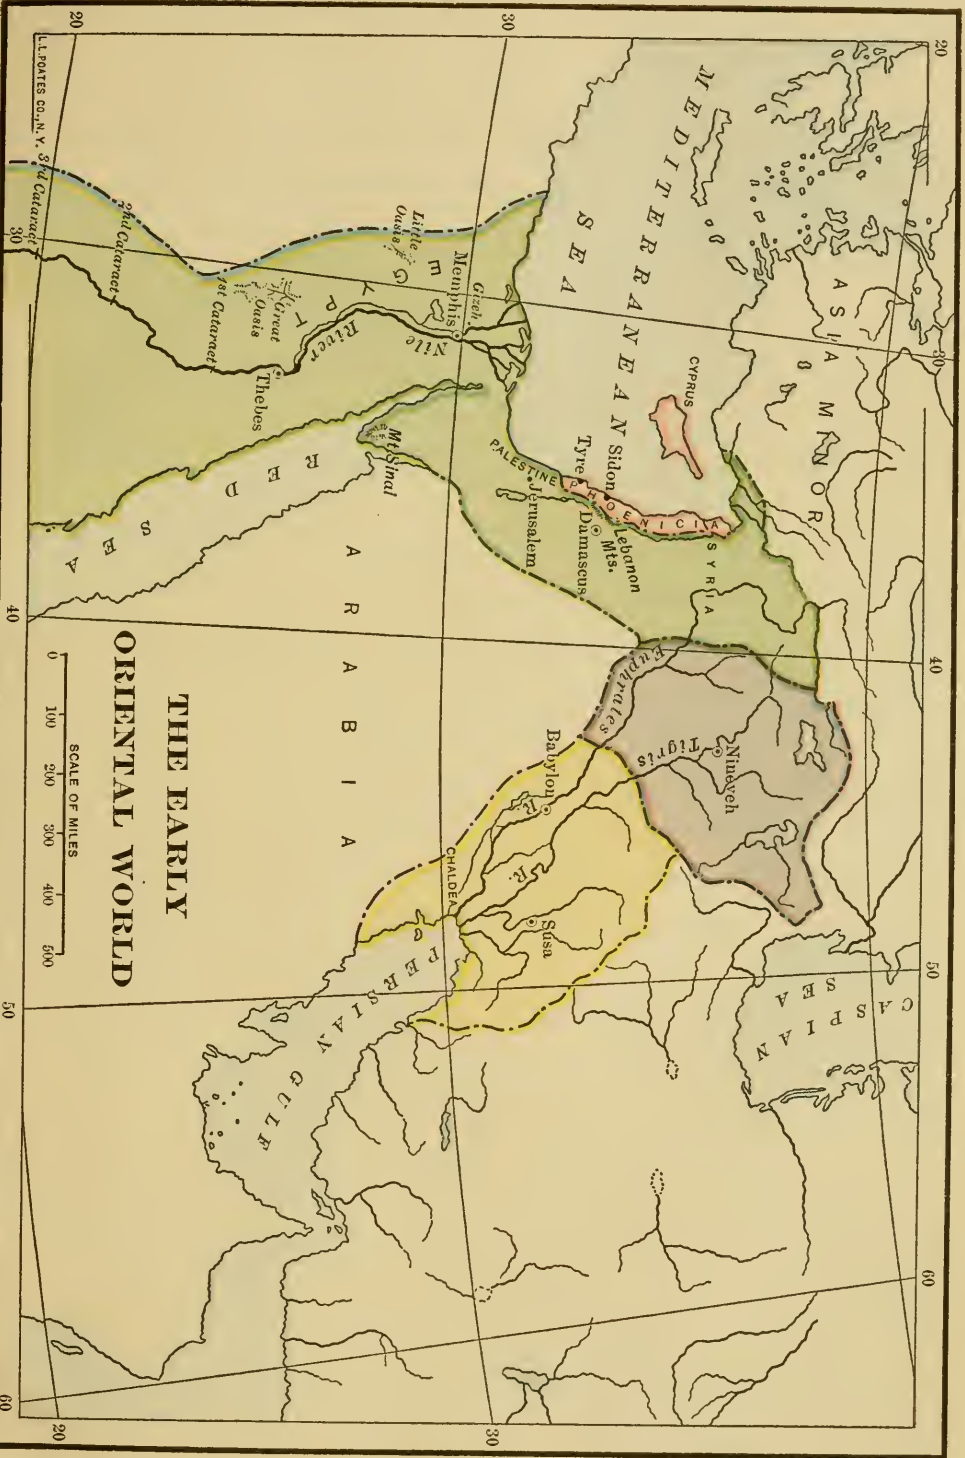 THE EARLY
ORIENTAL WORLD
SCALE OF MILES
0 100 200 300 400 500
20
30
40
50
60
20
30
40
50
60
20
30
20
30
MEDITERRANEAN
SEA
ASIA MINOR
CYPRUS
CASPIAN
SEA
SYRIA
PHOENICIA
Sidon
Tyre
Lebanon
Mts.
Damascus
PALESTINE
Jerusalem
Nineveh
Tigris
R.
Euphrates
R.
Babylon
Susa
CHALDEA
PERSIAN GULF
ARABIA
Mt. Sinai
RED SEA
EGYPT
Gizeh
Memphis
Nile
River
Little
Oasis
Great
Oasis
Thebes
1st Cataract
2nd Cataract
3rd Cataract
L.L.POATES CO., N.Y.